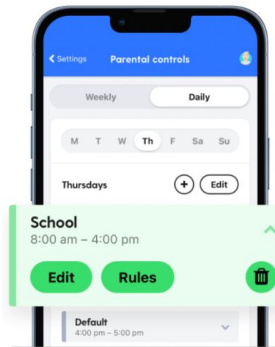 Settings
Parental controls
Weekly
Daily
M T W Th F Sa Su
Thursdays
+
Edit
School
8:00 am – 4:00 pm
Edit
Rules
Default
4:00 pm – 5:00 pm